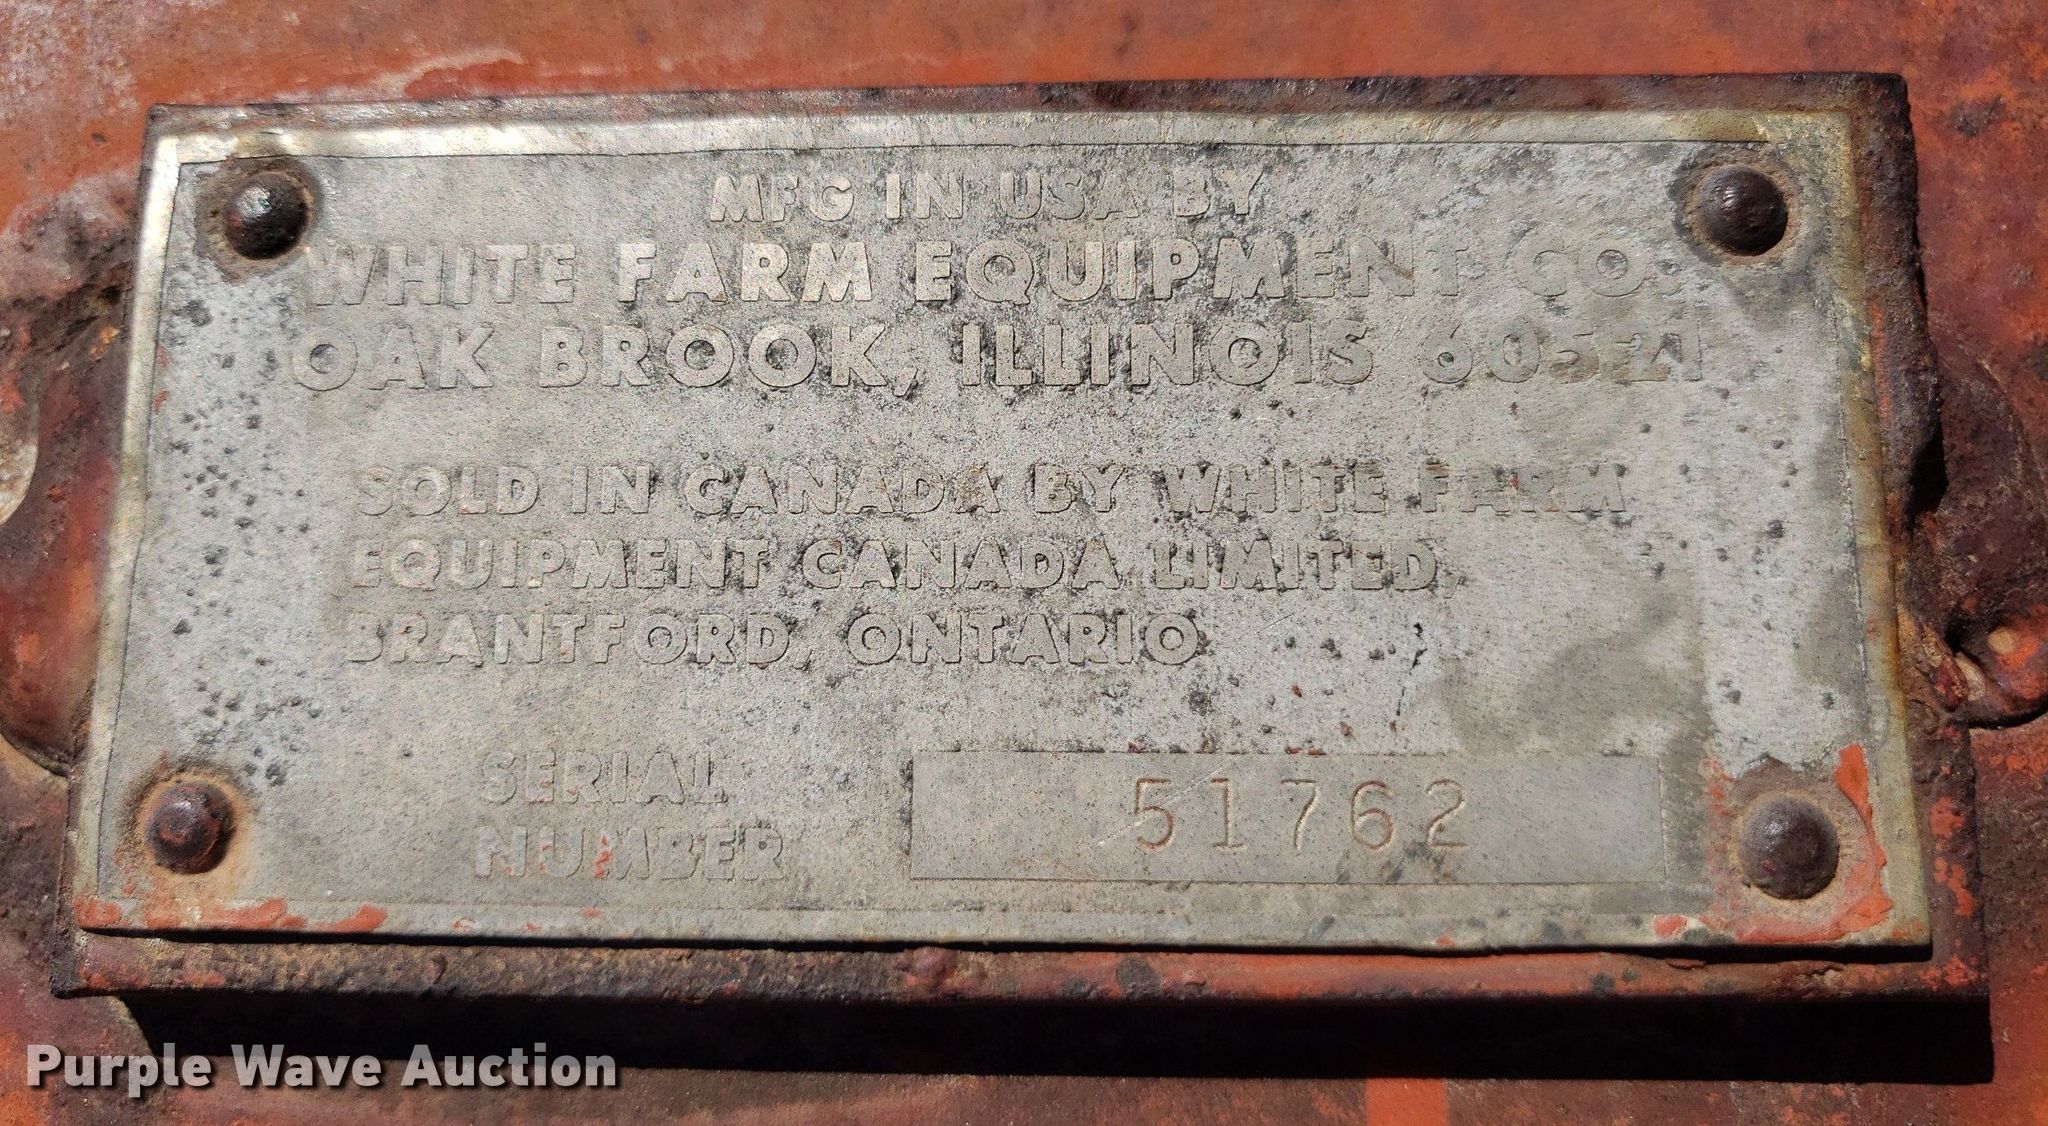 MFG IN USA BY
WHITE FARM EQUIPMENT CO.
OAK BROOK, ILLINOIS 60521
SOLD IN CANADA BY WHITE FARM
EQUIPMENT CANADA LIMITED,
BRANTFORD, ONTARIO
SERIAL
NUMBER 51762
Purple Wave Auction